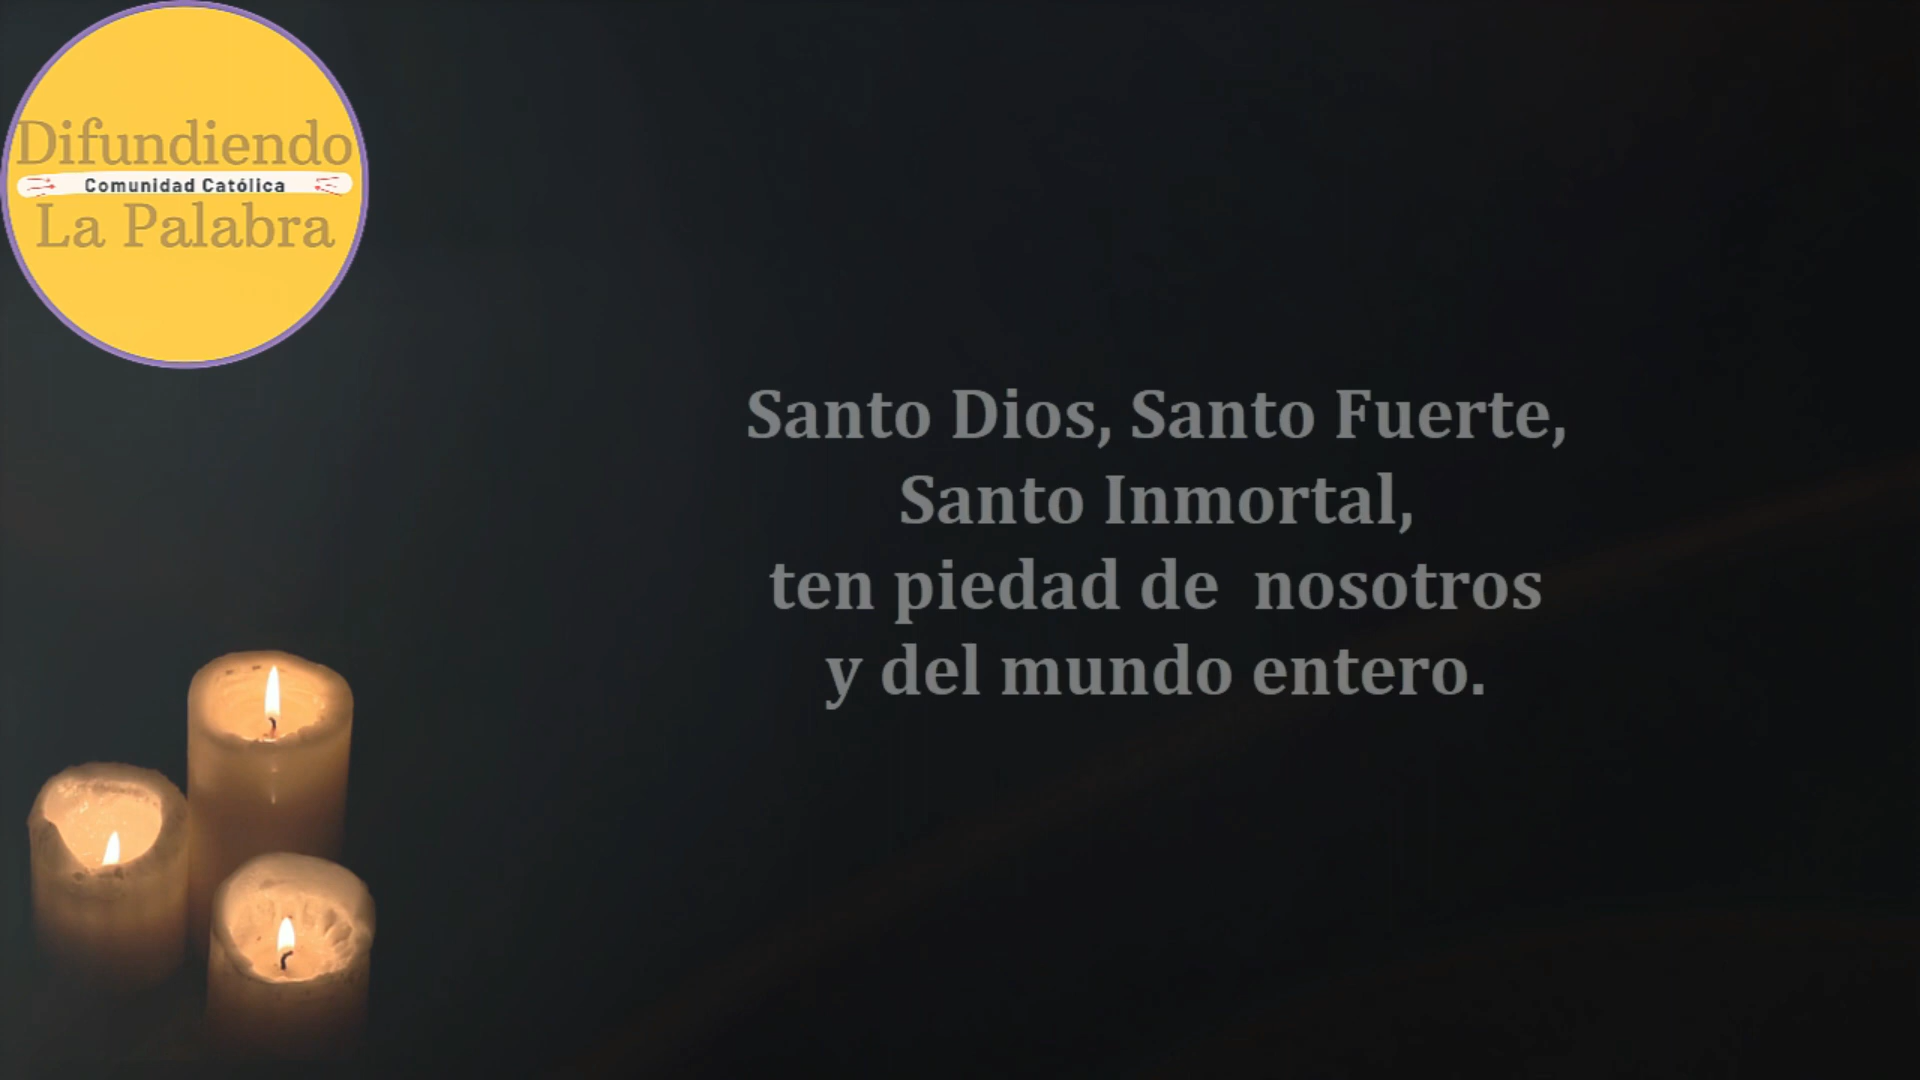 Difundiendo
Comunidad Católica
La Palabra
Santo Dios, Santo Fuerte,
Santo Inmortal,
ten piedad de  nosotros
y del mundo entero.